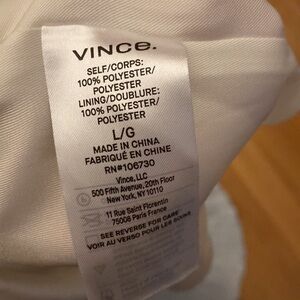 VINCE.
SELF/CORPS:
100% POLYESTER/
POLYESTER
LINING/DOUBLURE:
100% POLYESTER/
POLYESTER
L/G
MADE IN CHINA
FABRIQUÉ EN CHINE
RN#106730
Vince, LLC
500 Fifth Avenue, 20th Floor
New York, NY 10110
11 Rue Saint Florentin
75008 Paris France
SEE REVERSE FOR CARE
VOIR AU VERSO POUR LES SOINS